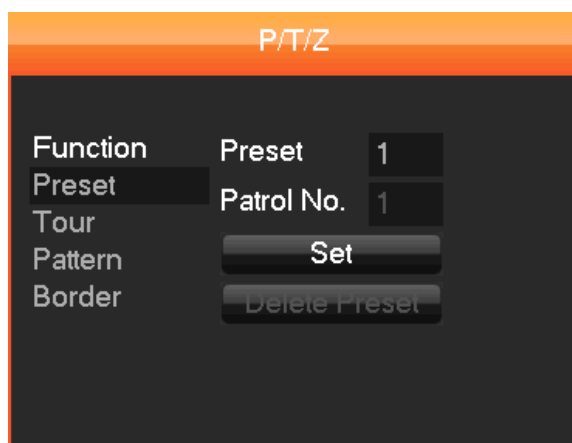 P/T/Z
Function
Preset
Tour
Pattern
Border
Preset 1
Patrol No. 1
Set
Delete Preset